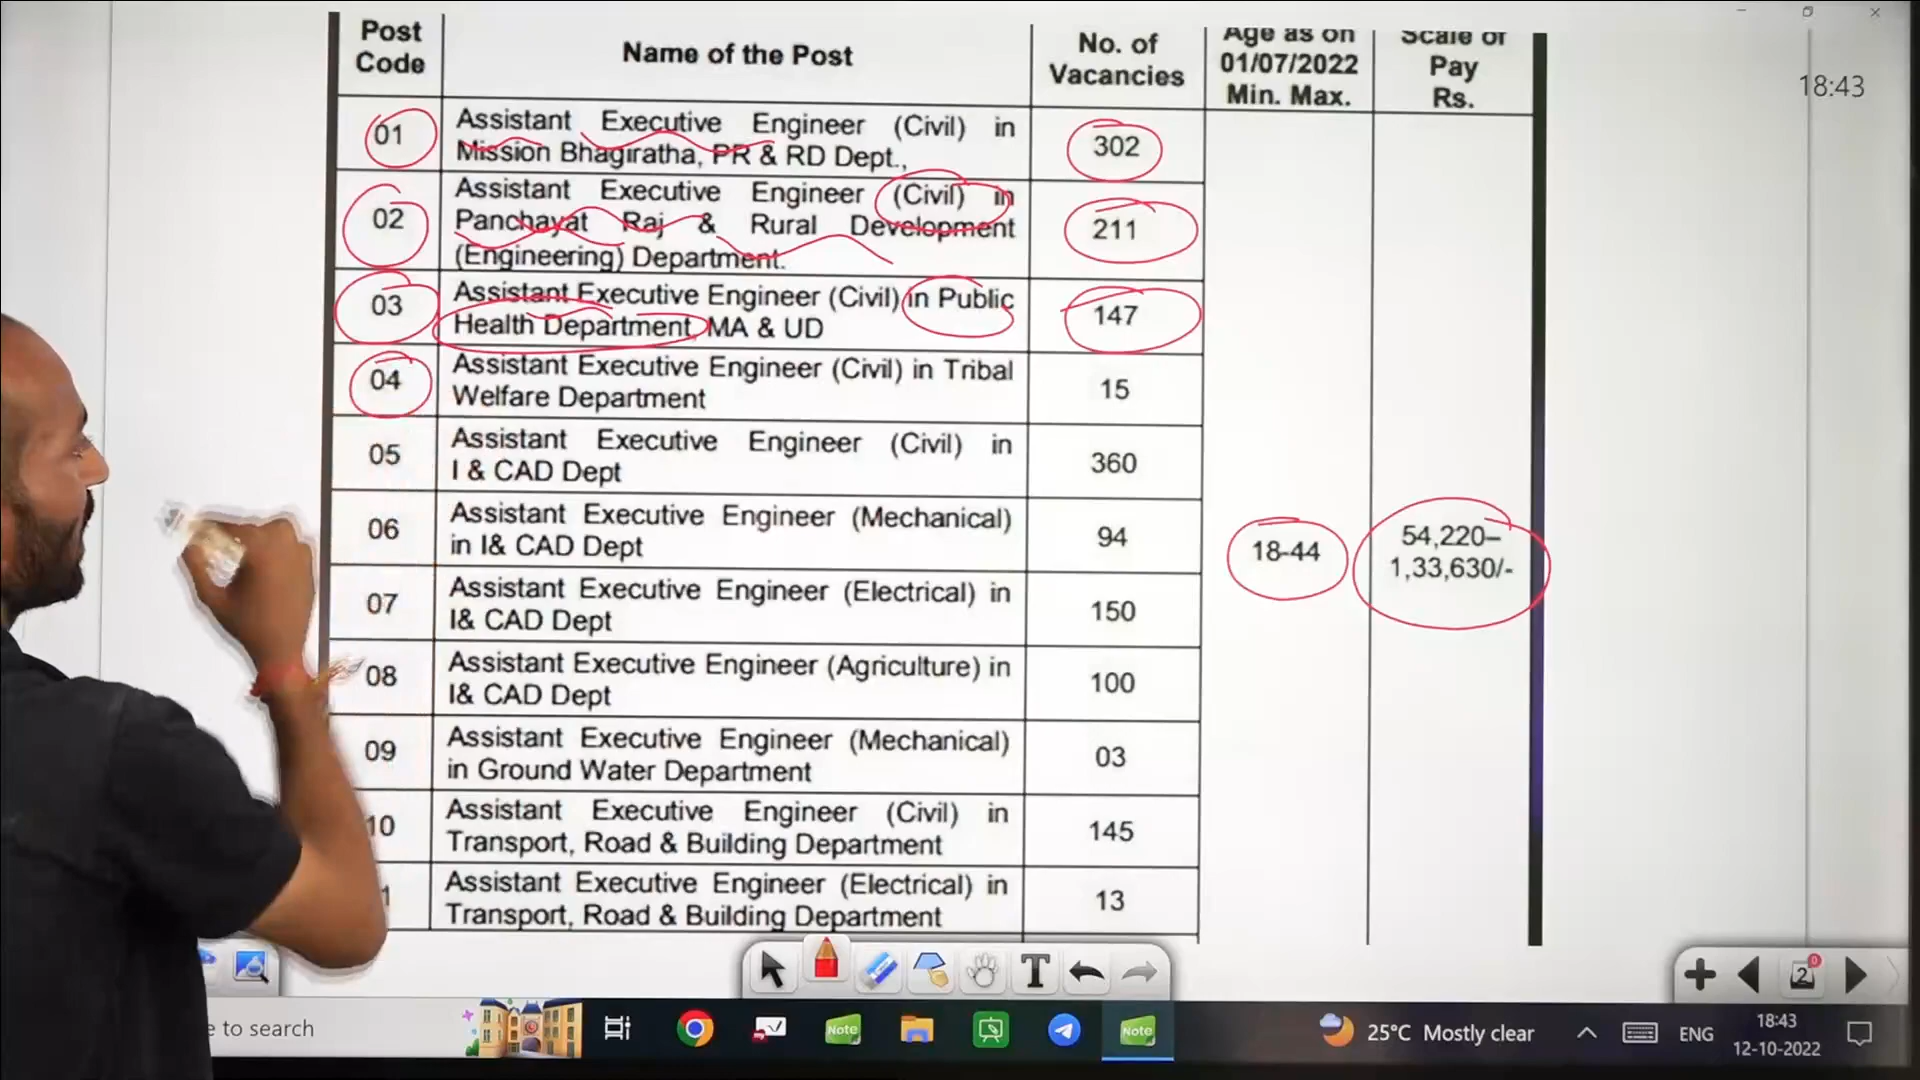 Post
Code
Name of the Post
No. of
Vacancies
Age as on
01/07/2022
Min. Max.
Scale of
Pay
Rs.
18:43
01
Assistant Executive Engineer (Civil) in
Mission Bhagiratha, PR & RD Dept.,
302
02
Assistant Executive Engineer (Civil) in
Panchayat Raj & Rural Development
(Engineering) Department.
211
03
Assistant Executive Engineer (Civil) in Public
Health Department, MA & UD
147
04
Assistant Executive Engineer (Civil) in Tribal
Welfare Department
15
05
Assistant Executive Engineer (Civil) in
I & CAD Dept
360
06
Assistant Executive Engineer (Mechanical)
in I& CAD Dept
94
18-44
54,220–
1,33,630/-
07
Assistant Executive Engineer (Electrical) in
I& CAD Dept
150
08
Assistant Executive Engineer (Agriculture) in
I& CAD Dept
100
09
Assistant Executive Engineer (Mechanical)
in Ground Water Department
03
10
Assistant Executive Engineer (Civil) in
Transport, Road & Building Department
145
1
Assistant Executive Engineer (Electrical) in
Transport, Road & Building Department
13
T
2
0
e to search
Note
Note
25°C Mostly clear
ENG
18:43
12-10-2022